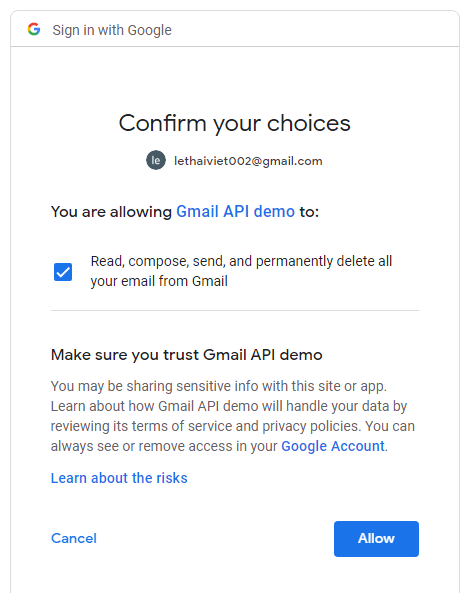 Sign in with Google
Confirm your choices
le lethaiviet002@gmail.com
You are allowing Gmail API demo to:
Read, compose, send, and permanently delete all
your email from Gmail
Make sure you trust Gmail API demo
You may be sharing sensitive info with this site or app.
Learn about how Gmail API demo will handle your data by
reviewing its terms of service and privacy policies. You can
always see or remove access in your Google Account.
Learn about the risks
Cancel Allow